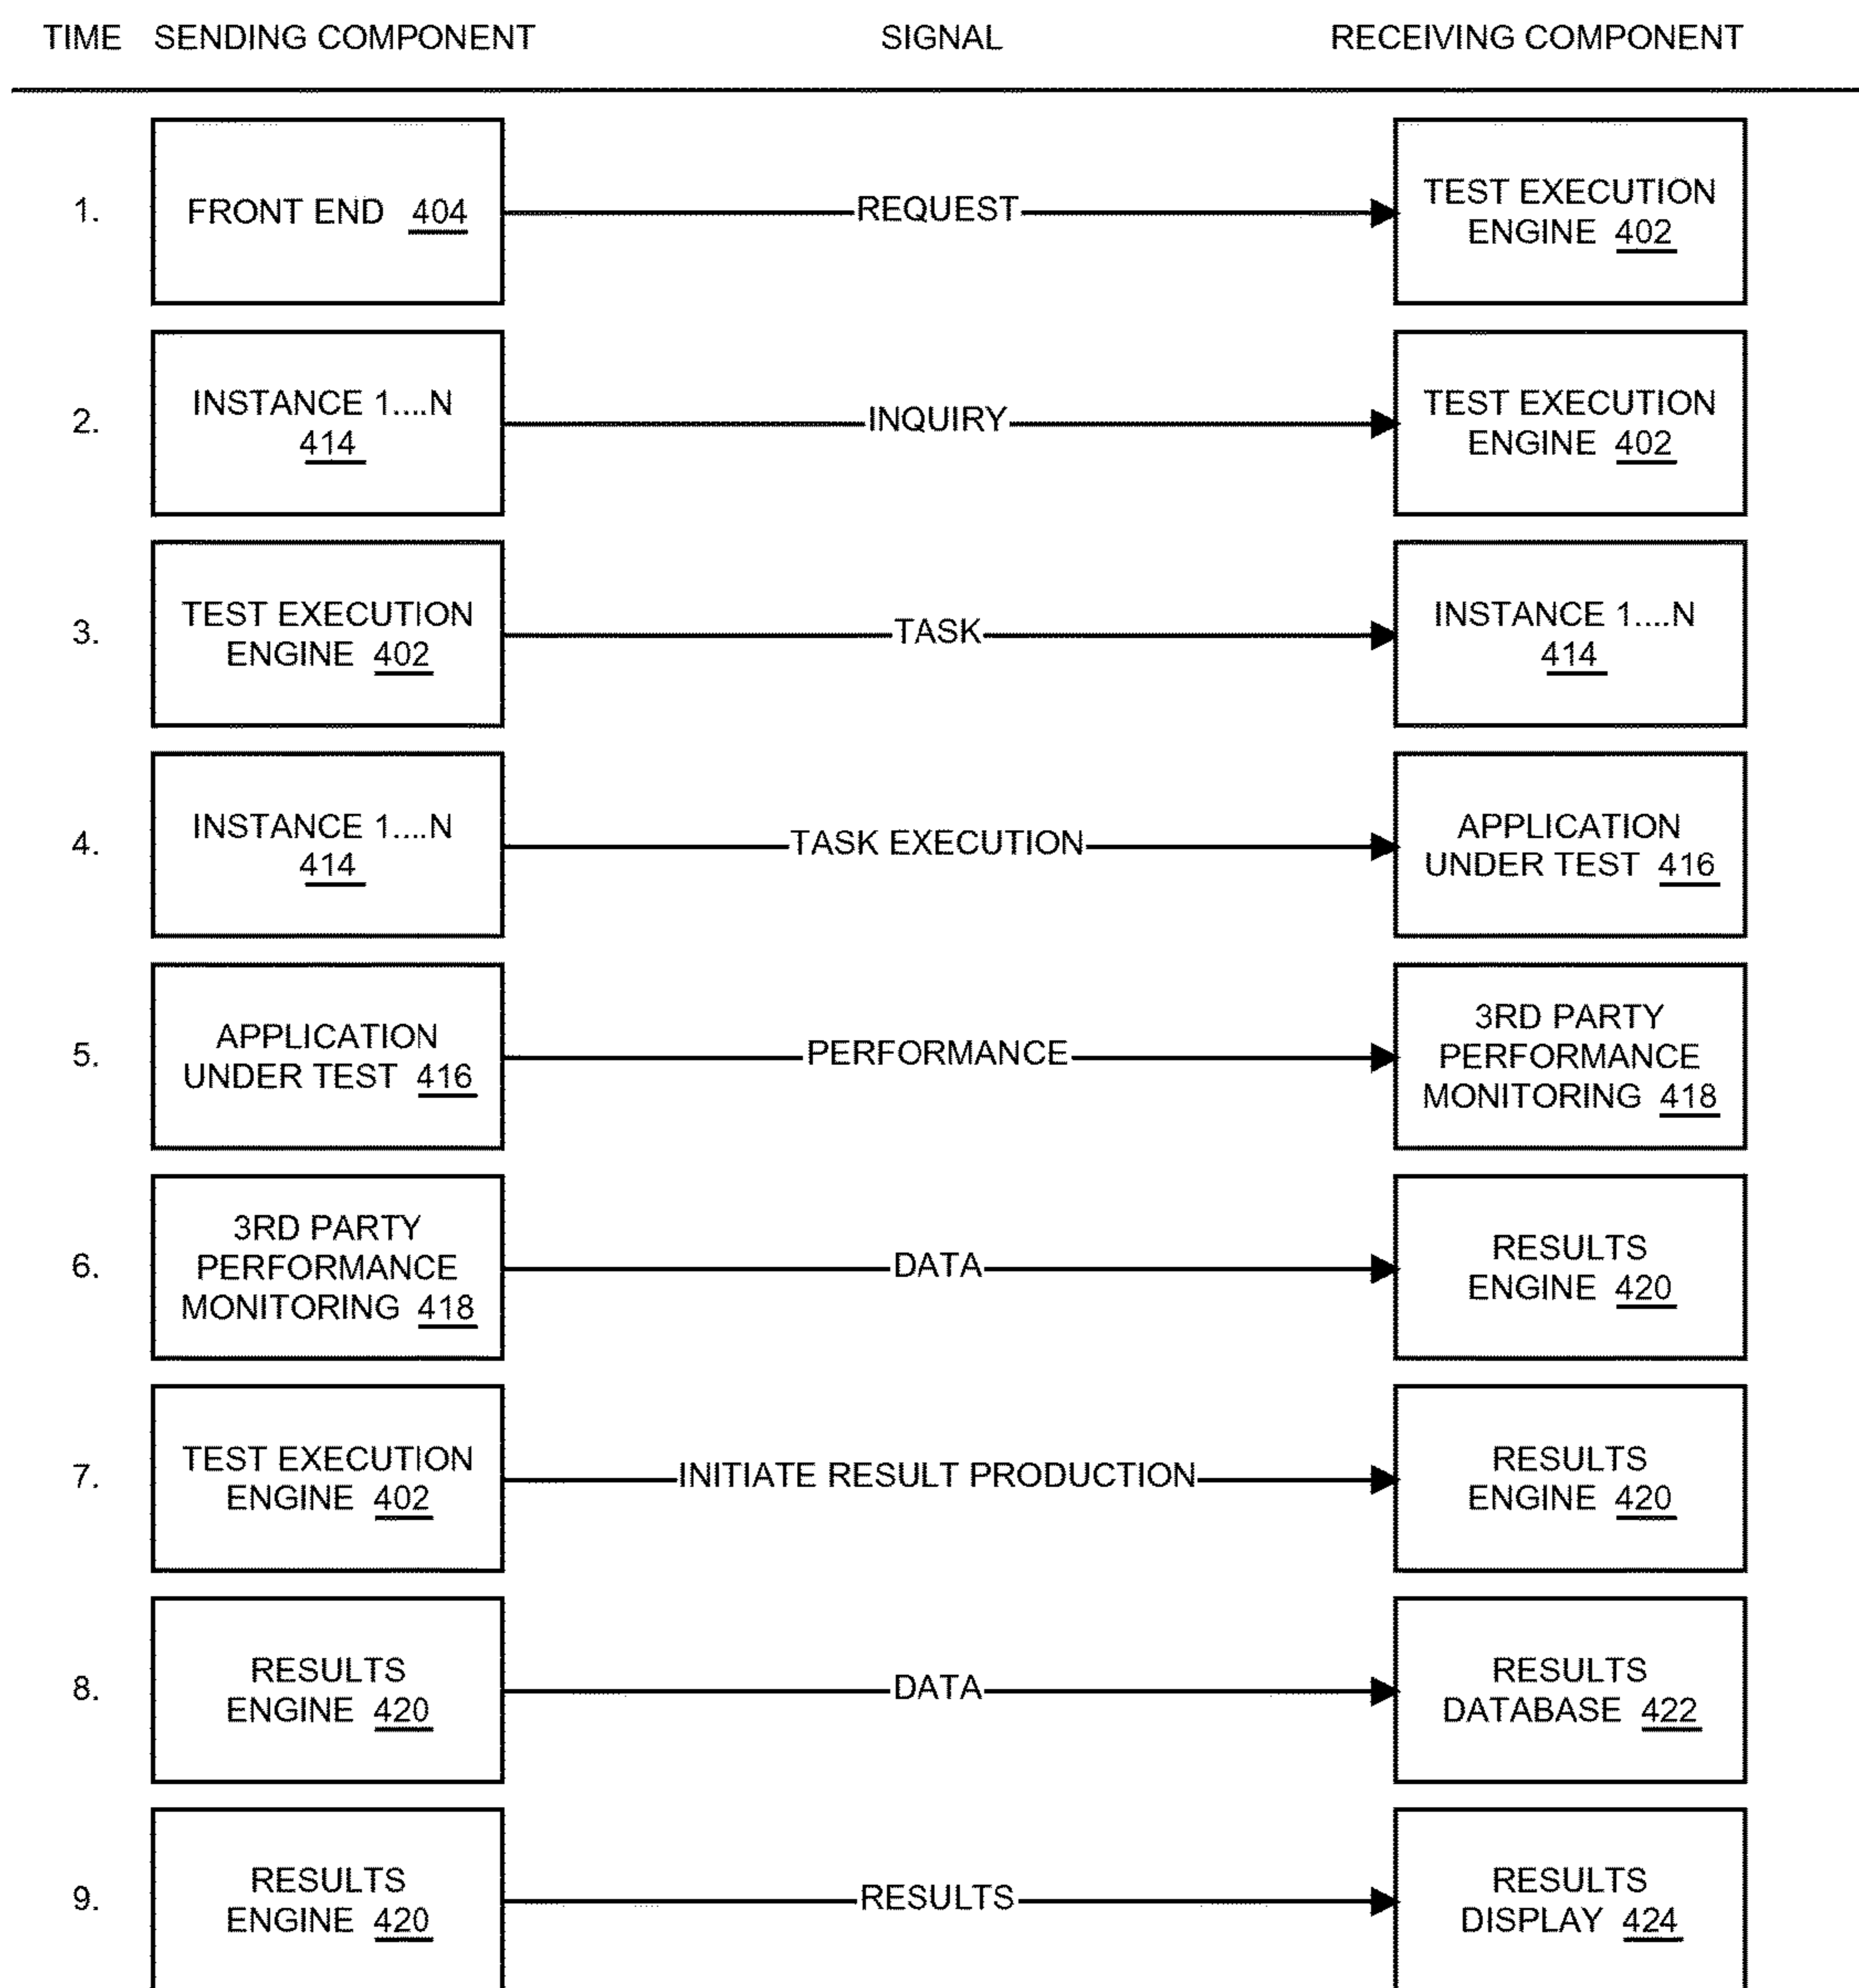 TIME SENDING COMPONENT SIGNAL RECEIVING COMPONENT
1. FRONT END 404 REQUEST TEST EXECUTION
ENGINE 402
2. INSTANCE 1....N
414 INQUIRY TEST EXECUTION
ENGINE 402
3. TEST EXECUTION
ENGINE 402 TASK INSTANCE 1....N
414
4. INSTANCE 1....N
414 TASK EXECUTION APPLICATION
UNDER TEST 416
5. APPLICATION
UNDER TEST 416 PERFORMANCE 3RD PARTY
PERFORMANCE
MONITORING 418
6. 3RD PARTY
PERFORMANCE
MONITORING 418 DATA RESULTS
ENGINE 420
7. TEST EXECUTION
ENGINE 402 INITIATE RESULT PRODUCTION RESULTS
ENGINE 420
8. RESULTS
ENGINE 420 DATA RESULTS
DATABASE 422
9. RESULTS
ENGINE 420 RESULTS RESULTS
DISPLAY 424